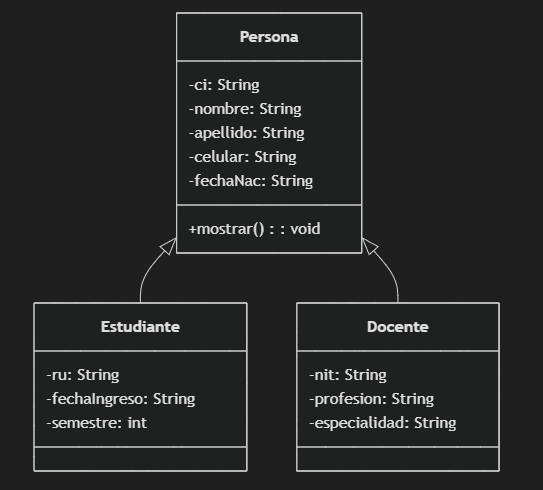 Persona
-ci: String
-nombre: String
-apellido: String
-celular: String
-fechaNac: String
+mostrar() : : void
Estudiante
-ru: String
-fechaIngreso: String
-semestre: int
Docente
-nit: String
-profesion: String
-especialidad: String